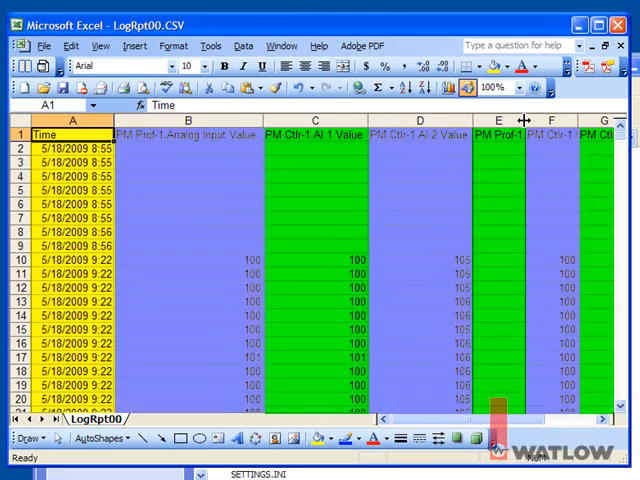 Microsoft Excel - LogRpt00.CSV
File Edit View Insert Format Tools Data Window Help Adobe PDF Type a question for help
Arial 10 B I U $ % , .00
Σ 100%
A1 Time
A B C D E F G
1 Time PM Prof-1.Analog Input Value PM Ctlr-1.AI 1 Value PM Ctlr-1 AI 2 Value PM Prof-1. PM Ctlr-1 PM Ctl
2 5/18/2009 8:55
3 5/18/2009 8:55
4 5/18/2009 8:55
5 5/18/2009 8:55
6 5/18/2009 8:55
7 5/18/2009 8:55
8 5/18/2009 8:56
9 5/18/2009 8:56
10 5/18/2009 9:22 100 100 105 100
11 5/18/2009 9:22 100 100 106 100
12 5/18/2009 9:22 100 100 106 100
13 5/18/2009 9:22 100 100 106 100
14 5/18/2009 9:22 100 100 106 100
15 5/18/2009 9:22 100 100 106 100
16 5/18/2009 9:22 100 100 105 100
17 5/18/2009 9:22 101 101 106 100
18 5/18/2009 9:22 100 100 106 100
19 5/18/2009 9:22 100 100 106 100
20 5/18/2009 9:22 100 100 105 100
LogRpt00
Draw AutoShapes
Ready NUM
WATLOW
SETTINGS.INI